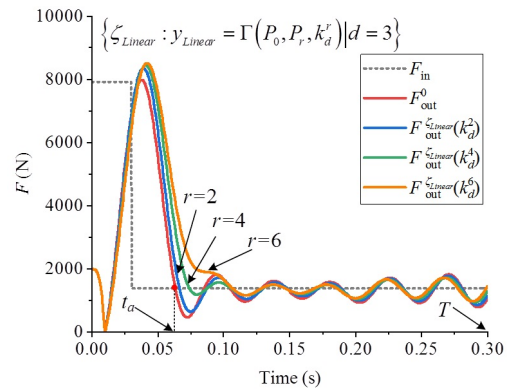 {ζ_Linear : y_Linear = Γ(P_0, P_r, k_d^r)|d = 3}
F_in
F_out^0
F_out^ζ_Linear(k_d^2)
F_out^ζ_Linear(k_d^4)
F_out^ζ_Linear(k_d^6)
F (N)
10000
8000
6000
4000
2000
0
r=2
r=4
r=6
t_a
T
0.00
0.05
0.10
0.15
0.20
0.25
0.30
Time (s)